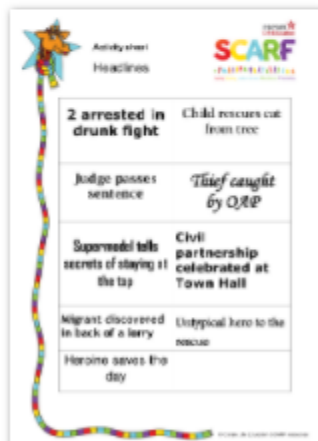 Activity sheet
SCARF
Headlines
2 arrested in
drunk fight
Child rescues cat
from tree
Judge passes
sentence
Thief caught
by OAP
Supermodel tells
secrets of staying at
the top
Civil
partnership
celebrated at
Town Hall
Migrant discovered
in back of a lorry
Untypical hero to the
rescue
Heroine saves the
day